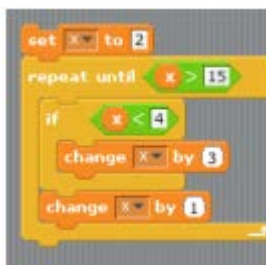 set x to 2
repeat until x > 15
if x < 4
change x by 3
change x by 1